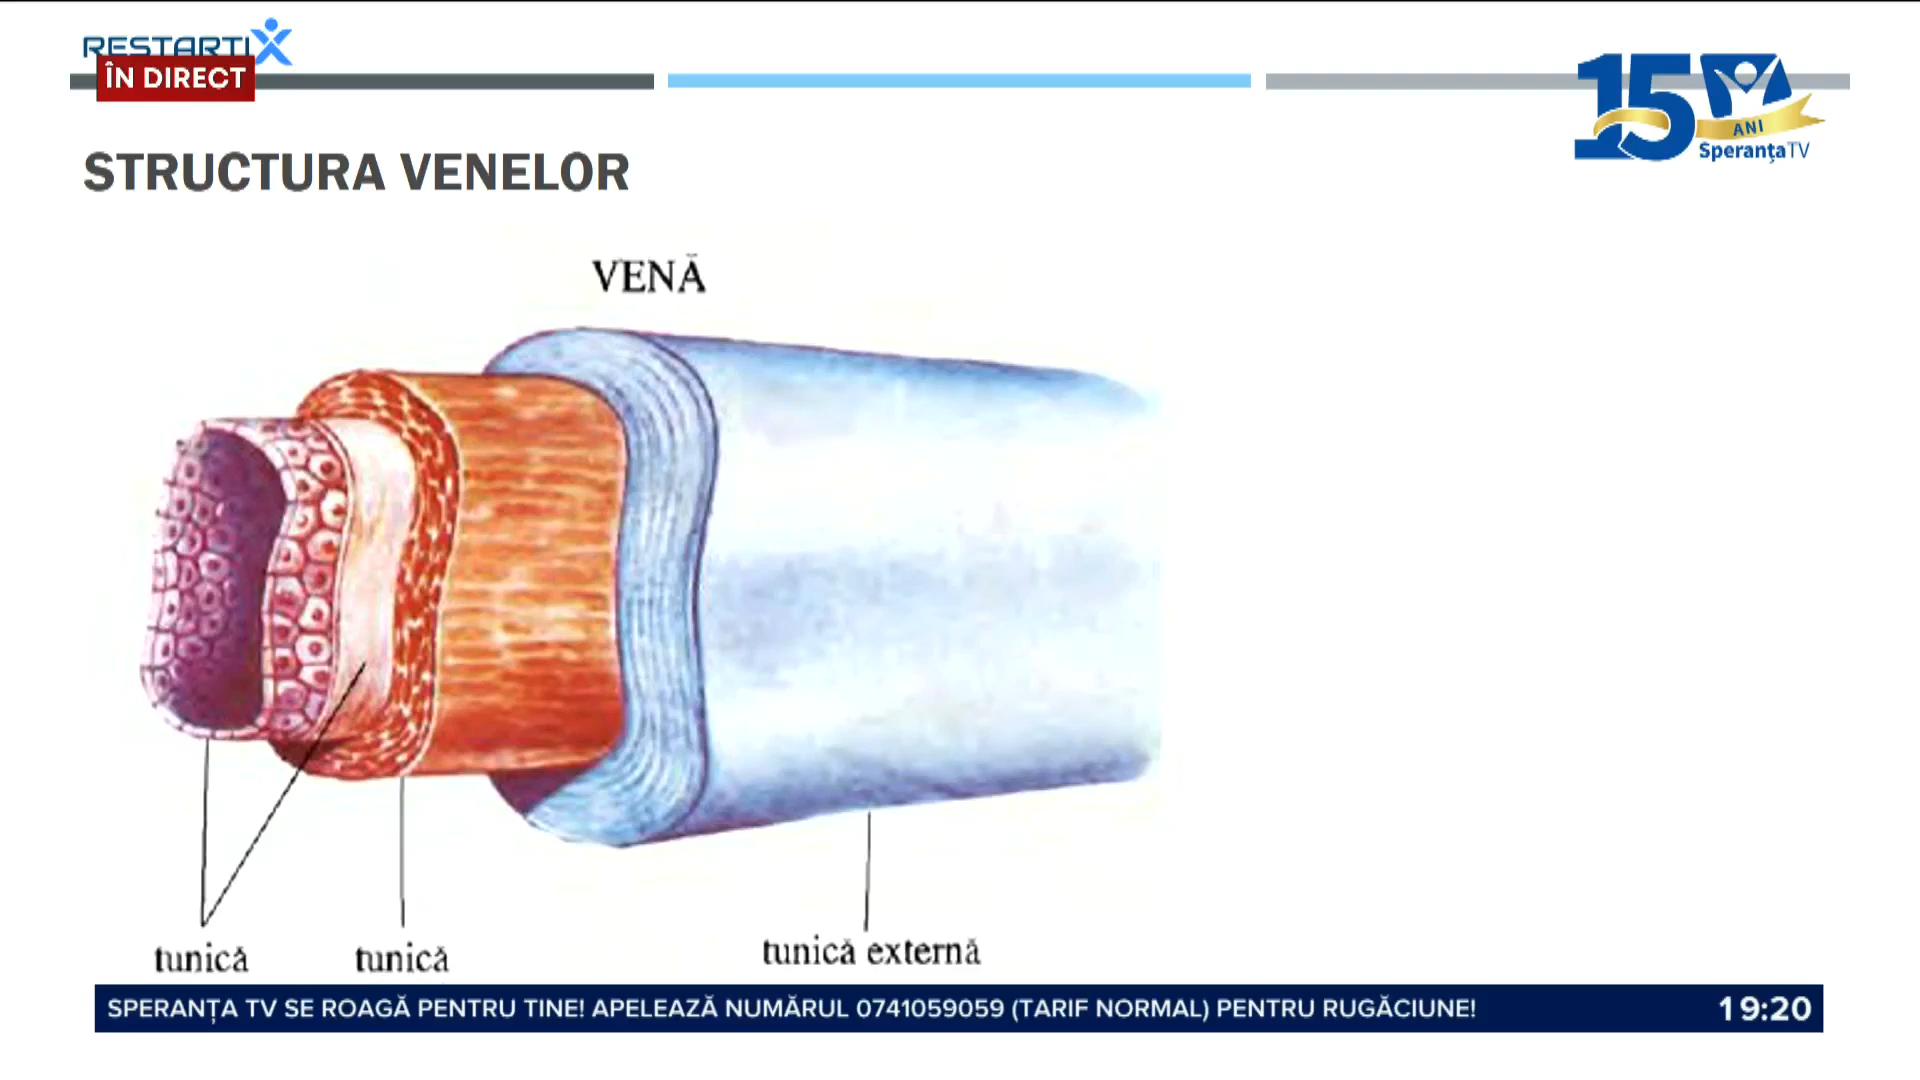 RESTARTIX
ÎN DIRECT
15
ANI
SperanțaTV
STRUCTURA VENELOR
VENĂ
tunică
tunică
tunică externă
SPERANȚA TV SE ROAGĂ PENTRU TINE! APELEAZĂ NUMĂRUL 0741059059 (TARIF NORMAL) PENTRU RUGĂCIUNE!
19:20